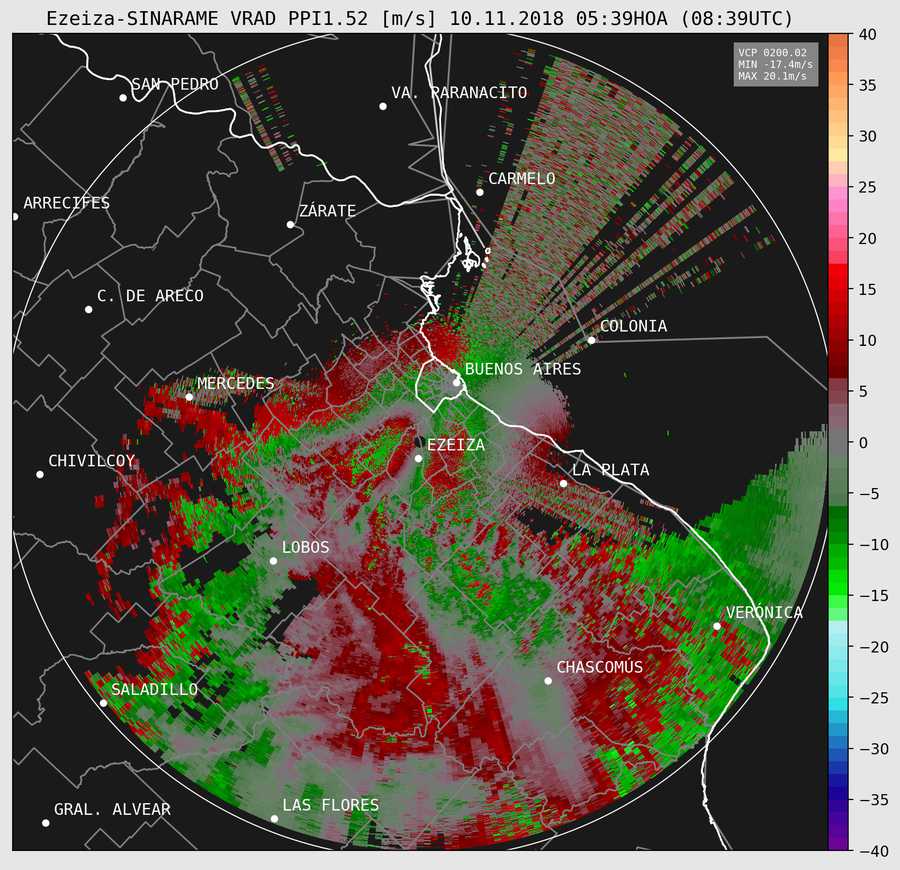 Ezeiza-SINARAME VRAD PPI1.52 [m/s] 10.11.2018 05:39HOA (08:39UTC)
VCP 0200.02
MIN -17.4m/s
MAX 20.1m/s
SAN PEDRO
VA. PARANACITO
CARMELO
ARRECIFES
ZÁRATE
C. DE ARECO
COLONIA
BUENOS AIRES
MERCEDES
EZEIZA
CHIVILCOY
LA PLATA
LOBOS
VERÓNICA
CHASCOMÚS
SALADILLO
LAS FLORES
GRAL. ALVEAR
40
35
30
25
20
15
10
5
0
−5
−10
−15
−20
−25
−30
−35
−40